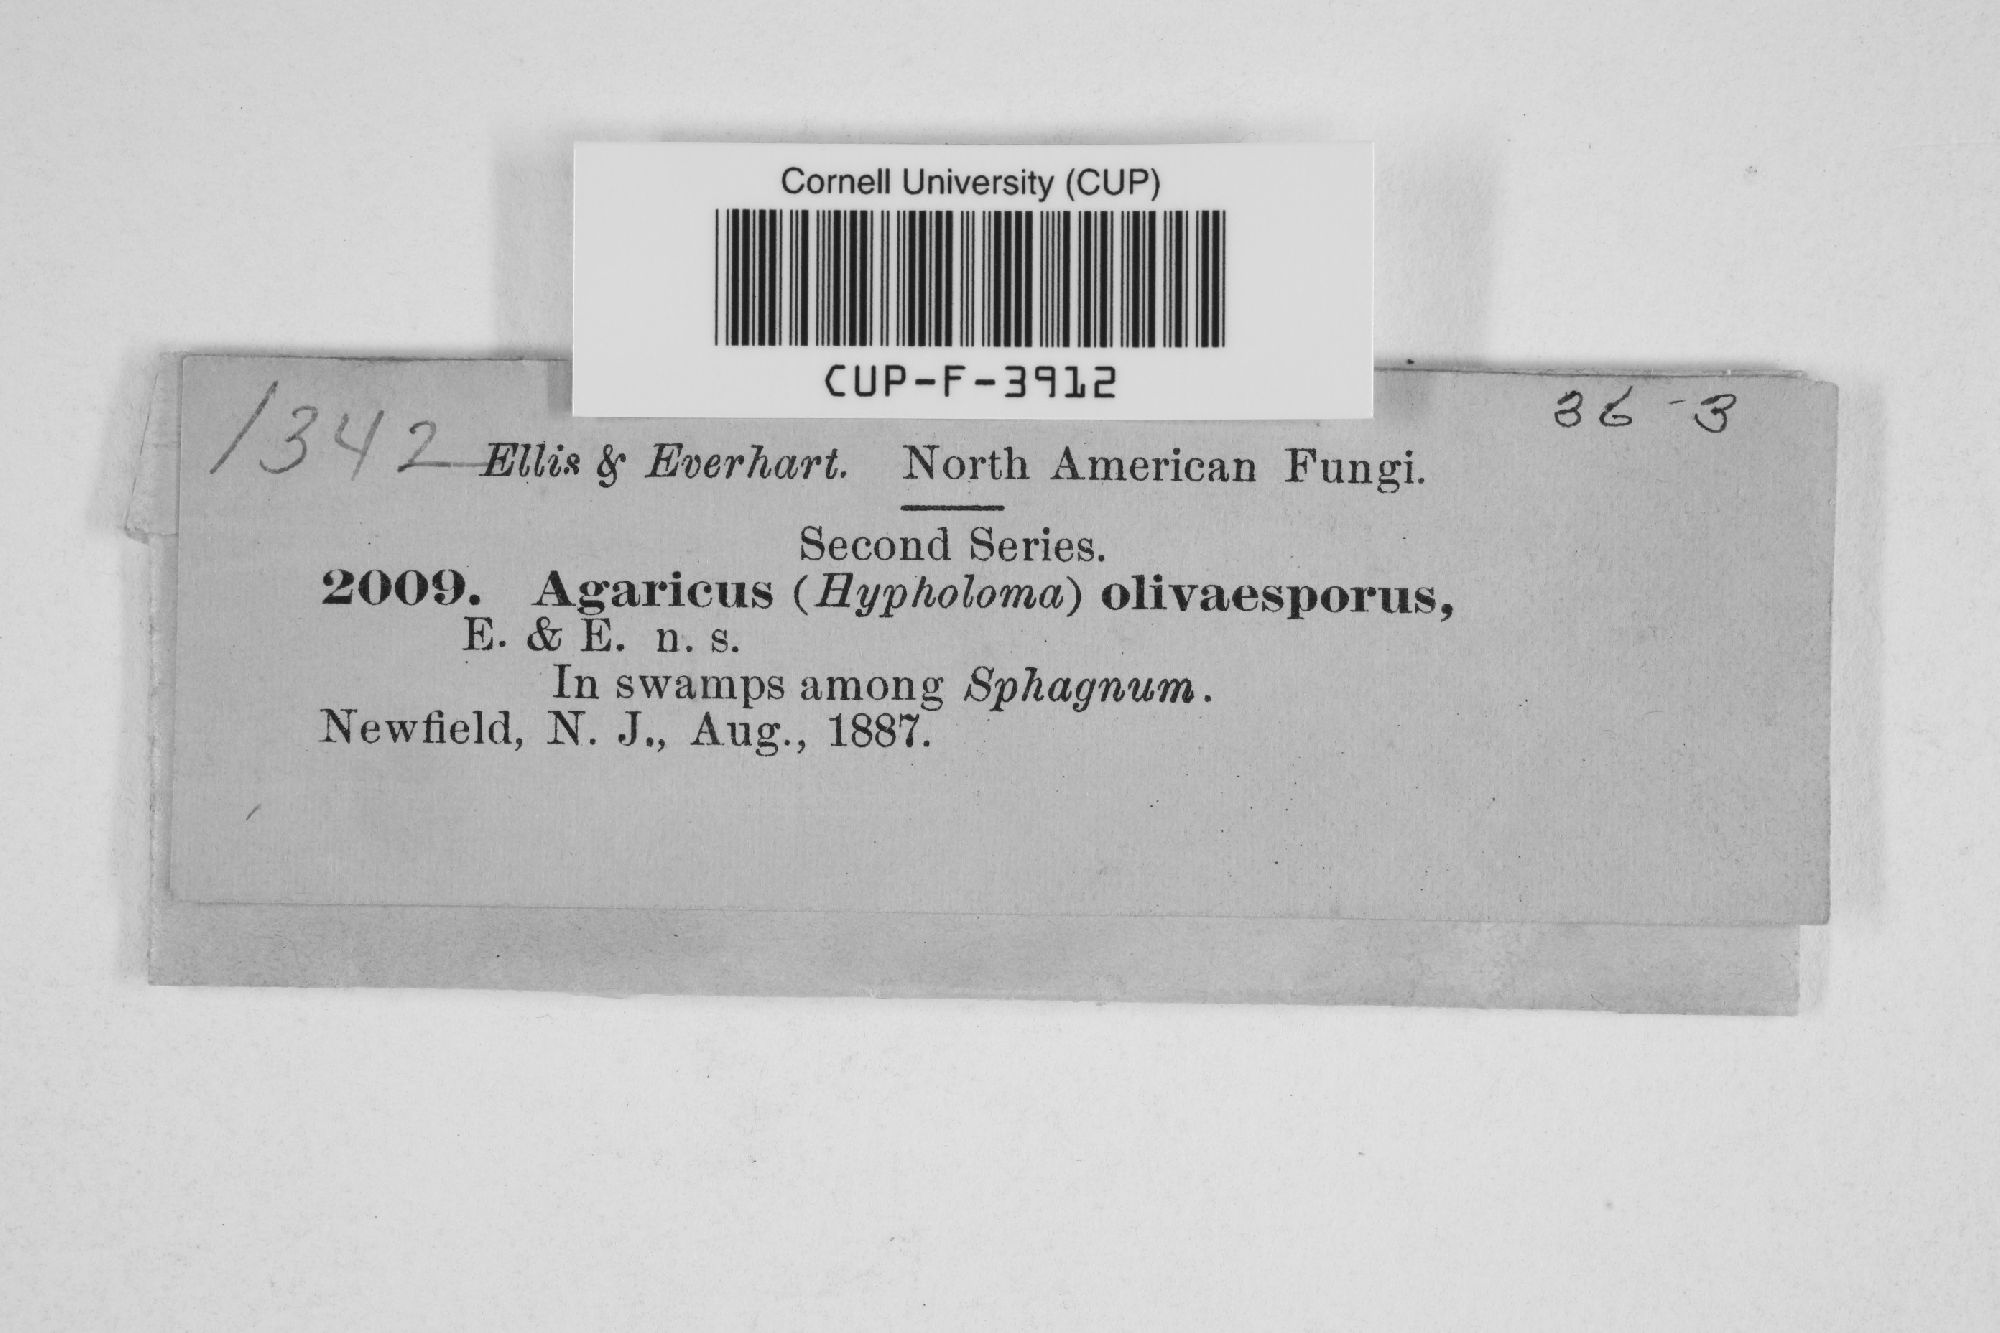 Cornell University (CUP)
CUP-F-3912
1342
36-3
Ellis & Everhart. North American Fungi.
Second Series.
2009. Agaricus (Hypholoma) olivaesporus,
E. & E. n. s.
In swamps among Sphagnum.
Newfield, N. J., Aug., 1887.